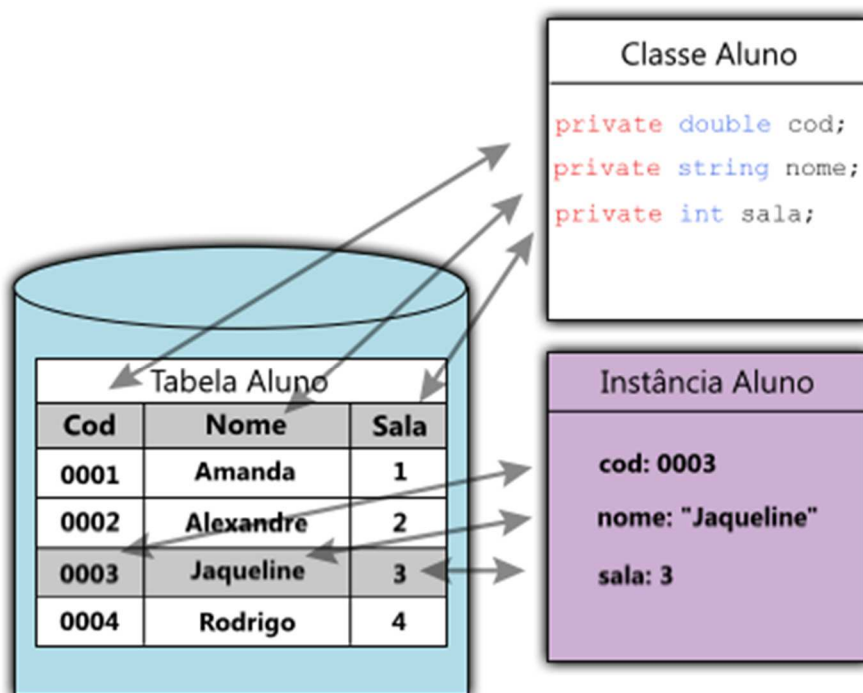 Classe Aluno
private double cod;
private string nome;
private int sala;
Tabela Aluno
Cod Nome Sala
0001 Amanda 1
0002 Alexandre 2
0003 Jaqueline 3
0004 Rodrigo 4
Instância Aluno
cod: 0003
nome: "Jaqueline"
sala: 3